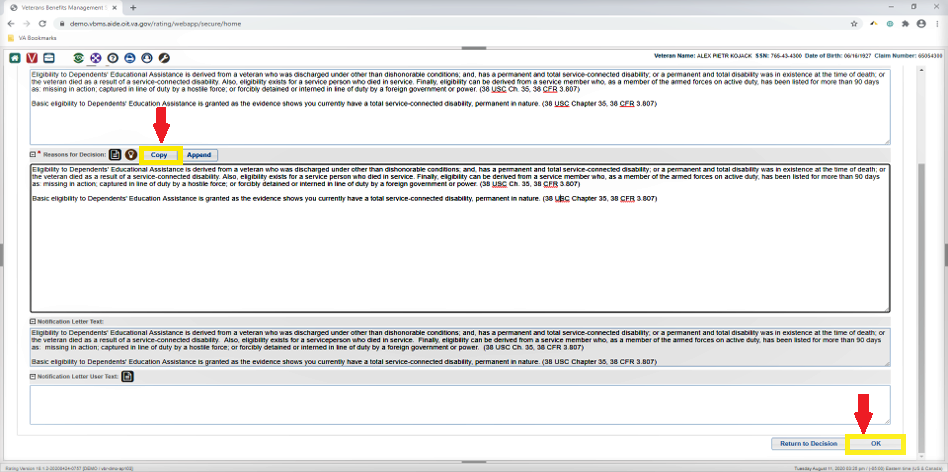 Veterans Benefits Management
demo.vbms.aide.oit.va.gov/rating/webapp/secure/home
VA Bookmarks
Veteran Name: ALEX PIETR KOJACK SSN: 765-43-4300 Date of Birth: 06/16/1927 Claim Number: 65054300
Eligibility to Dependents' Educational Assistance is derived from a veteran who was discharged under other than dishonorable conditions; and, has a permanent and total service-connected disability; or a permanent and total disability was in existence at the time of death; or
the veteran died as a result of a service-connected disability. Also, eligibility exists for a service person who died in service. Finally, eligibility can be derived from a service member who, as a member of the armed forces on active duty, has been listed for more than 90 days
as: missing in action; captured in line of duty by a hostile force; or forcibly detained or interned in line of duty by a foreign government or power. (38 USC Ch. 35, 38 CFR 3.807)
Basic eligibility to Dependents' Education Assistance is granted as the evidence shows you currently have a total service-connected disability, permanent in nature. (38 USC Chapter 35, 38 CFR 3.807)
* Reasons for Decision: Copy Append
Eligibility to Dependents' Educational Assistance is derived from a veteran who was discharged under other than dishonorable conditions; and, has a permanent and total service-connected disability; or a permanent and total disability was in existence at the time of death; or
the veteran died as a result of a service-connected disability. Also, eligibility exists for a service person who died in service. Finally, eligibility can be derived from a service member who, as a member of the armed forces on active duty, has been listed for more than 90 days
as: missing in action; captured in line of duty by a hostile force; or forcibly detained or interned in line of duty by a foreign government or power. (38 USC Ch. 35, 38 CFR 3.807)
Basic eligibility to Dependents' Education Assistance is granted as the evidence shows you currently have a total service-connected disability, permanent in nature. (38 USC Chapter 35, 38 CFR 3.807)
Notification Letter Text:
Eligibility to Dependents' Educational Assistance is derived from a veteran who was discharged under other than dishonorable conditions; and, has a permanent and total service-connected disability; or a permanent and total disability was in existence at the time of death; or
the veteran died as a result of a service-connected disability. Also, eligibility exists for a serviceperson who died in service. Finally, eligibility can be derived from a service member who, as a member of the armed forces on active duty, has been listed for more than 90 days
as: missing in action; captured in line of duty by a hostile force; or forcibly detained or interned in line of duty by a foreign government or power. (38 USC Ch. 35, 38 CFR 3.807)
Basic eligibility to Dependents' Education Assistance is granted as the evidence shows you currently have a total service-connected disability, permanent in nature. (38 USC Chapter 35, 38 CFR 3.807)
Notification Letter User Text:
Return to Decision OK
Rating Version Tuesday August 11, 2020 Eastern time (US & Canada)